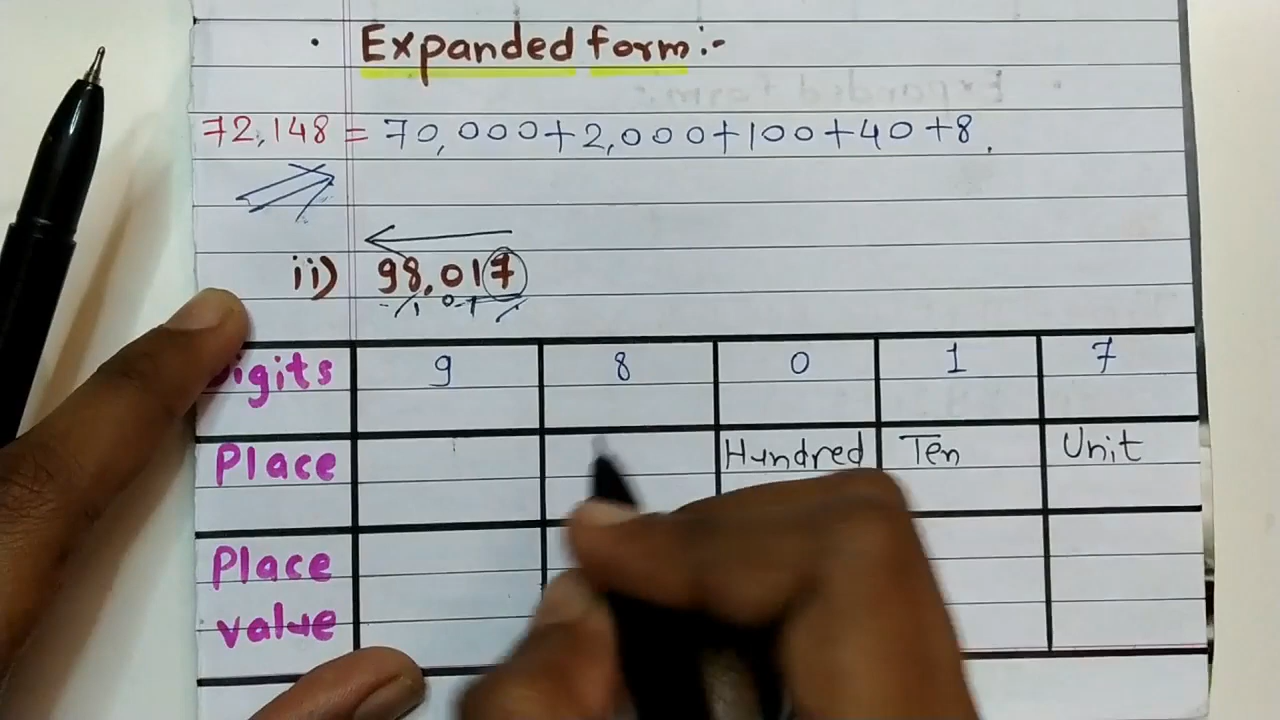 Expanded form:-
72,148 = 70,000+2,000+100+40+8.
ii) 98,017
Digits 9 8 0 1 7
Place Hundred Ten Unit
Place
value